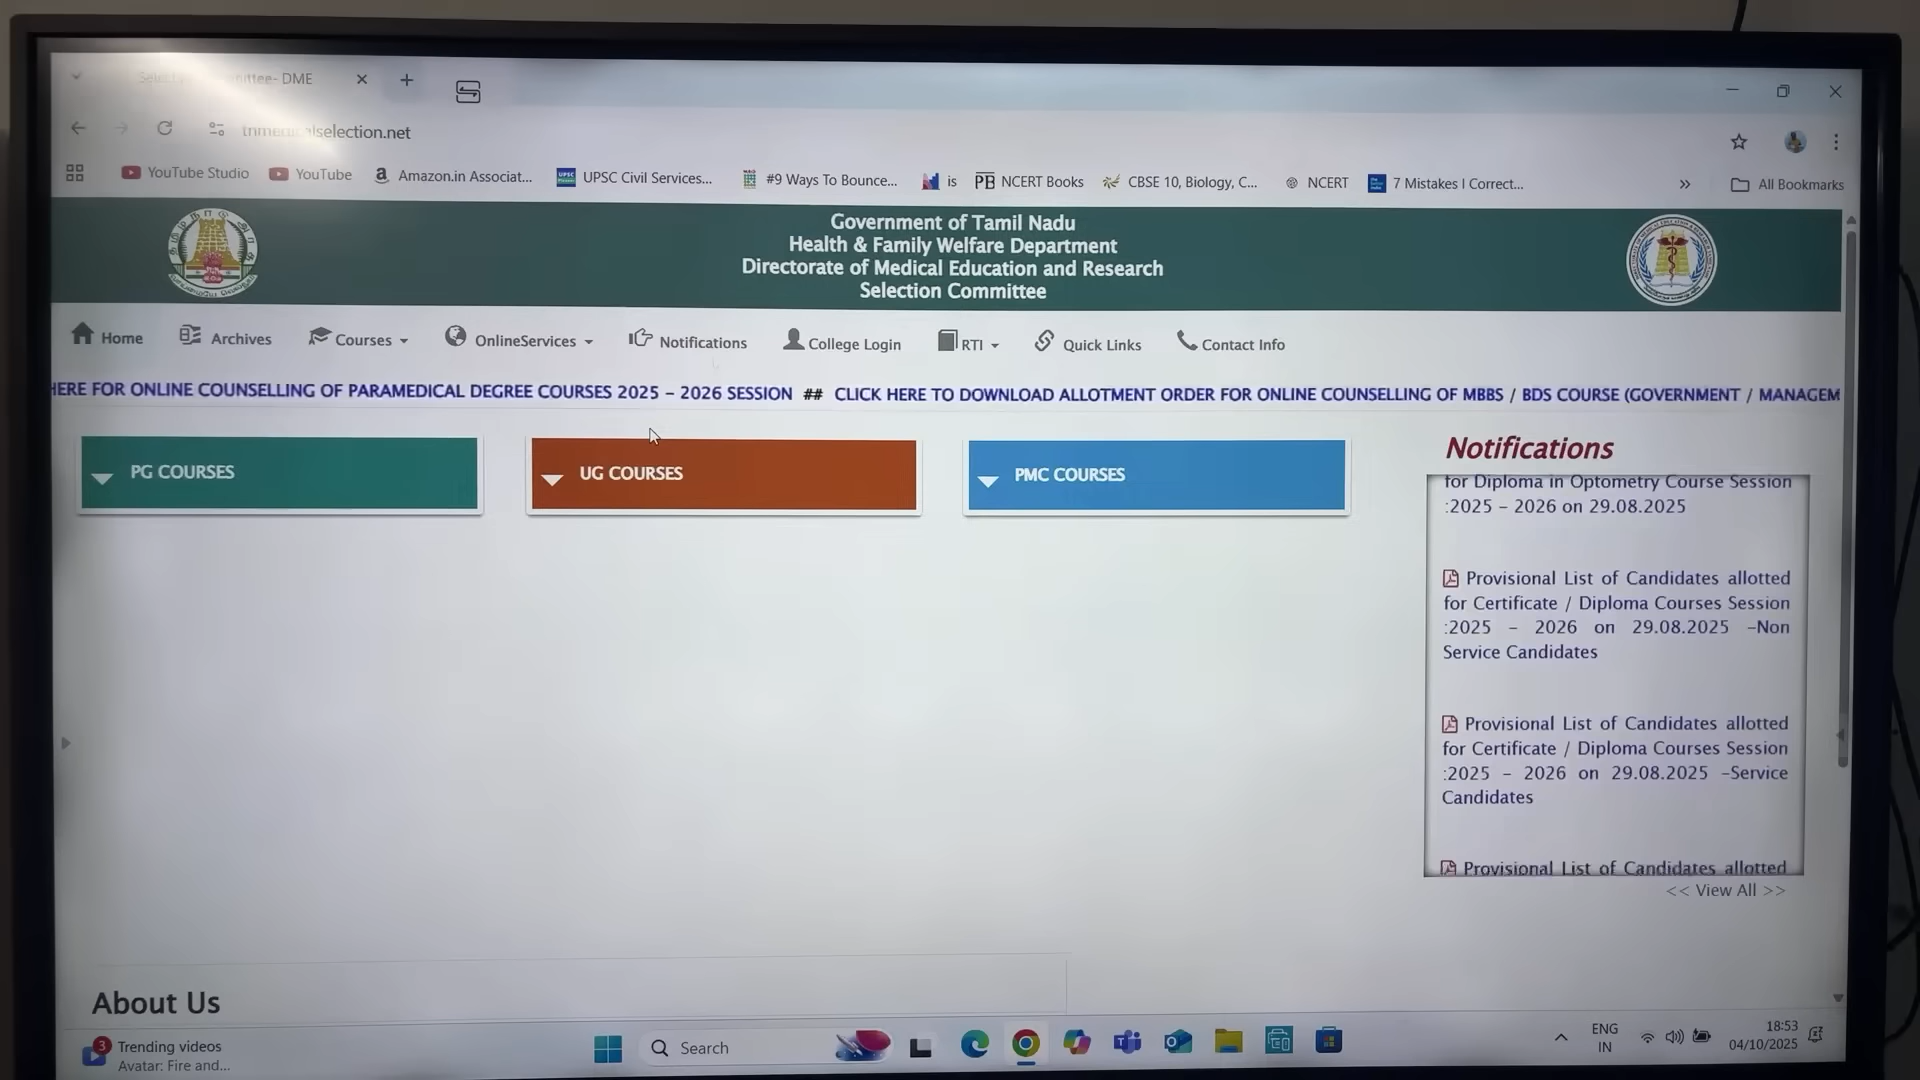 DME
selection.net
YouTube Studio
YouTube
Amazon.in Associat...
UPSC Civil Services...
#9 Ways To Bounce...
is
NCERT Books
CBSE 10, Biology, C...
NCERT
7 Mistakes I Correct...
All Bookmarks
Government of Tamil Nadu
Health & Family Welfare Department
Directorate of Medical Education and Research
Selection Committee
Home
Archives
Courses
OnlineServices
Notifications
College Login
RTI
Quick Links
Contact Info
HERE FOR ONLINE COUNSELLING OF PARAMEDICAL DEGREE COURSES 2025 - 2026 SESSION ## CLICK HERE TO DOWNLOAD ALLOTMENT ORDER FOR ONLINE COUNSELLING OF MBBS / BDS COURSE (GOVERNMENT / MANAGEM
PG COURSES
UG COURSES
PMC COURSES
Notifications
for Diploma in Optometry Course Session
:2025 - 2026 on 29.08.2025
Provisional List of Candidates allotted
for Certificate / Diploma Courses Session
:2025 - 2026 on 29.08.2025 -Non
Service Candidates
Provisional List of Candidates allotted
for Certificate / Diploma Courses Session
:2025 - 2026 on 29.08.2025 -Service
Candidates
Provisional List of Candidates allotted
<< View All >>
About Us
3
Trending videos
Avatar: Fire and...
Search
ENG
IN
18:53
04/10/2025